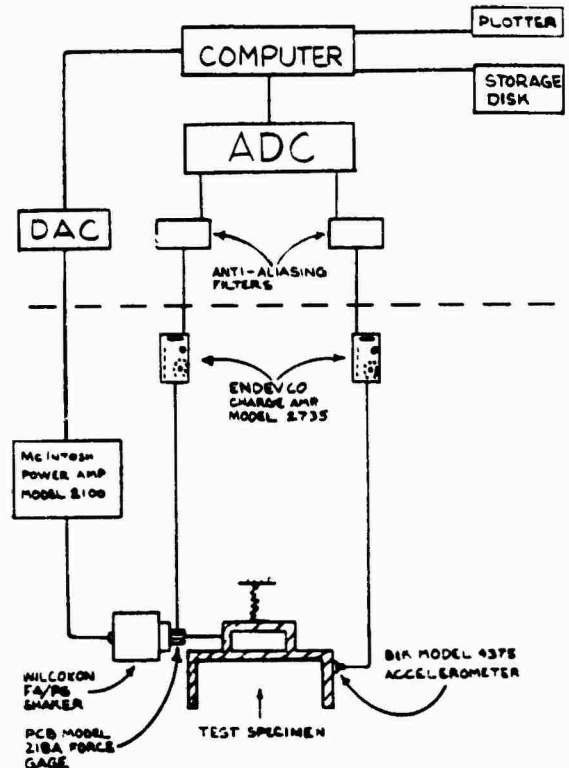 PLOTTER
COMPUTER
STORAGE
DISK
ADC
DAC
ANTI-ALIASING
FILTERS
ENDEVCO
CHARGE AMP
MODEL 2735
McINTOSH
POWER AMP
MODEL 2100
WILCOXON
F4/R6
SHAKER
B&K MODEL 4375
ACCELEROMETER
PCB MODEL
218A FORCE
GAGE
TEST SPECIMEN